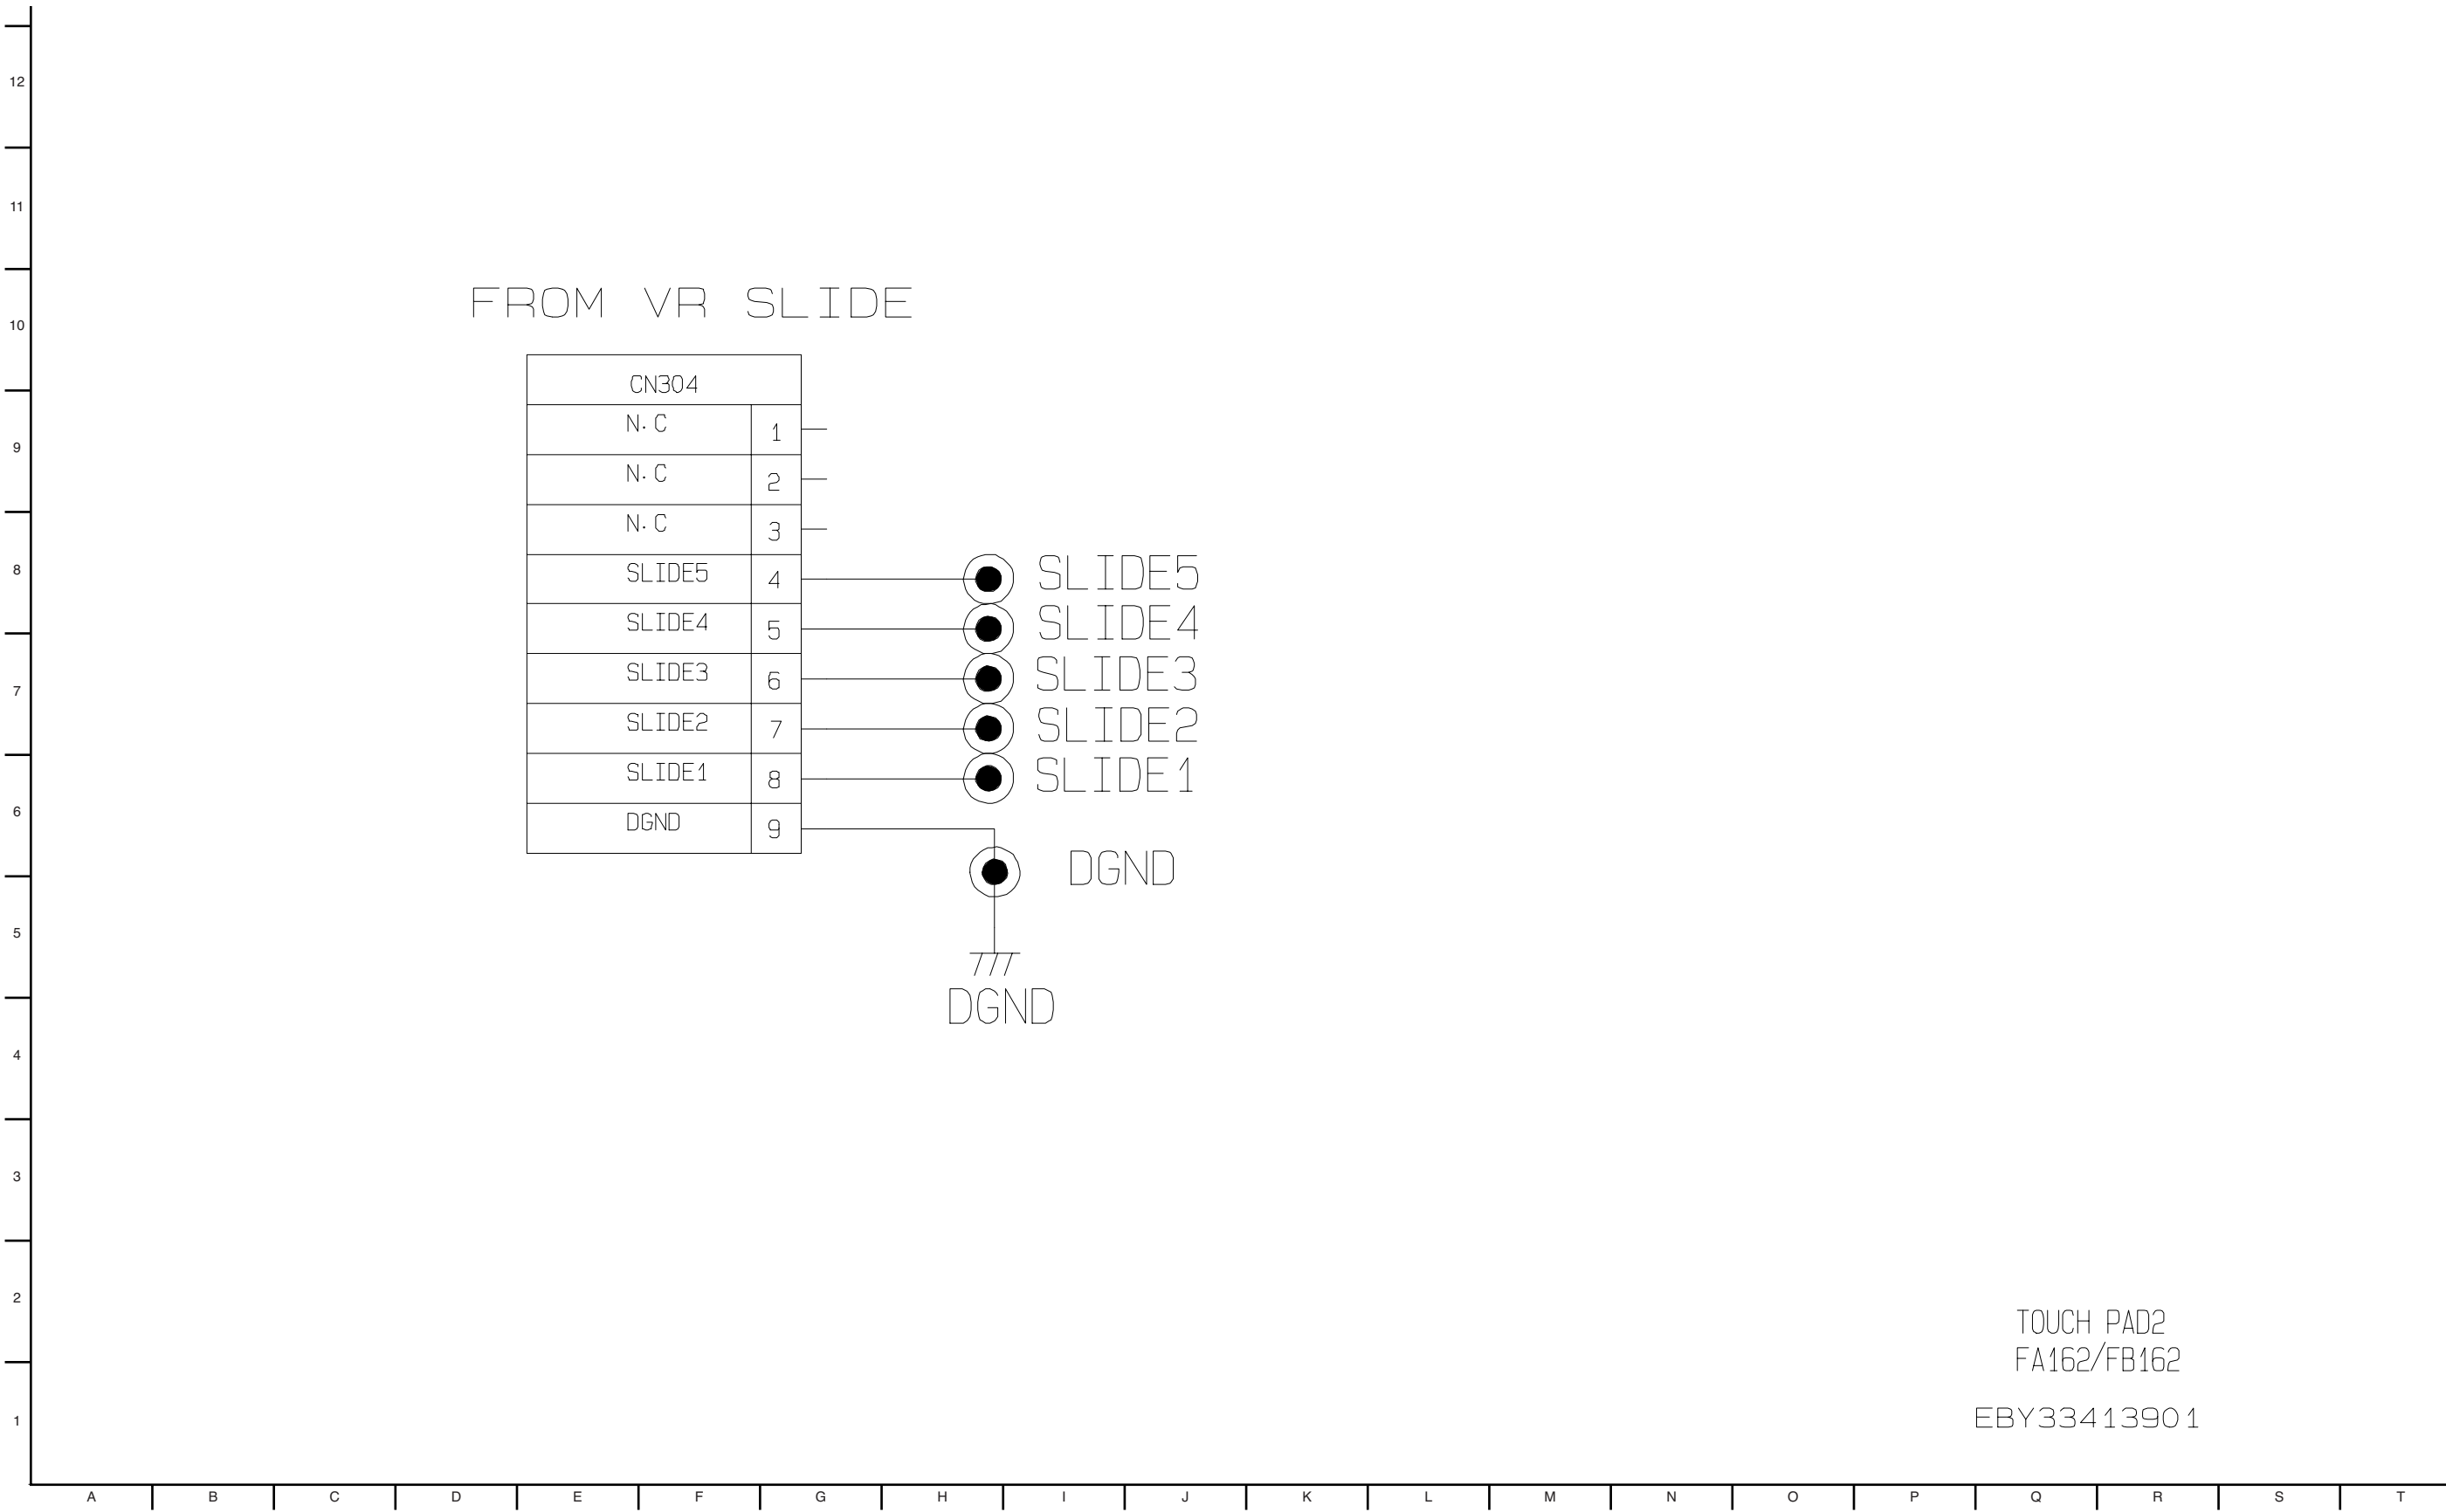 12
11
10
9
8
7
6
5
4
3
2
1
FROM VR SLIDE
CN304
N.C 1
N.C 2
N.C 3
SLIDE5 4 SLIDE5
SLIDE4 5 SLIDE4
SLIDE3 6 SLIDE3
SLIDE2 7 SLIDE2
SLIDE1 8 SLIDE1
DGND 9
DGND
DGND
TOUCH PAD2
FA162/FB162
EBY33413901
A B C D E F G H I J K L M N O P Q R S T